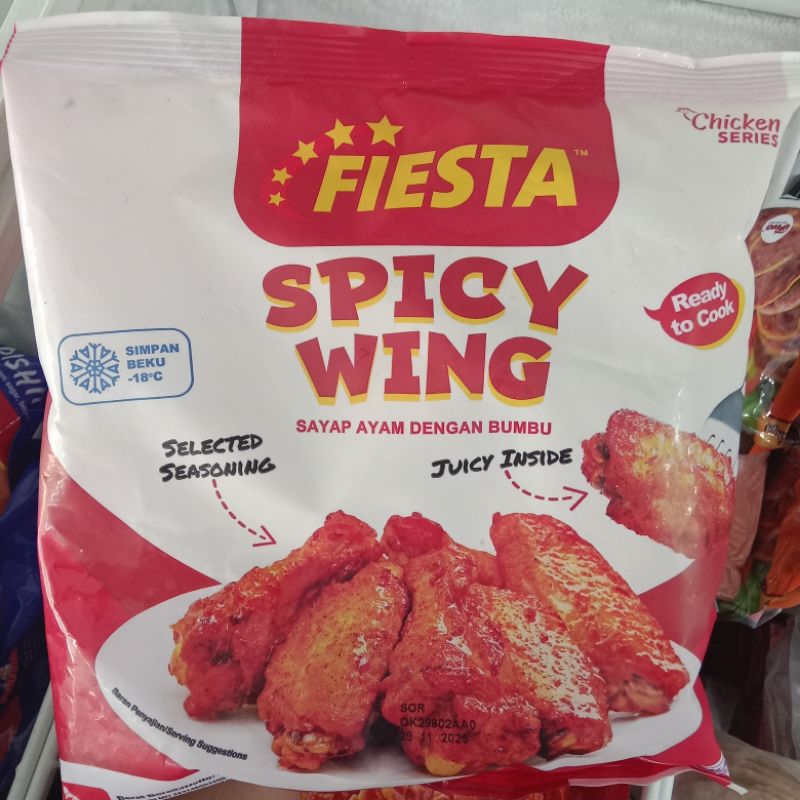 FIESTA™
Chicken
SERIES
SPICY
WING
Ready
to Cook
SIMPAN
BEKU
-18°C
SAYAP AYAM DENGAN BUMBU
SELECTED
SEASONING
JUICY INSIDE
SOR
Saran Penyajian/Serving Suggestions